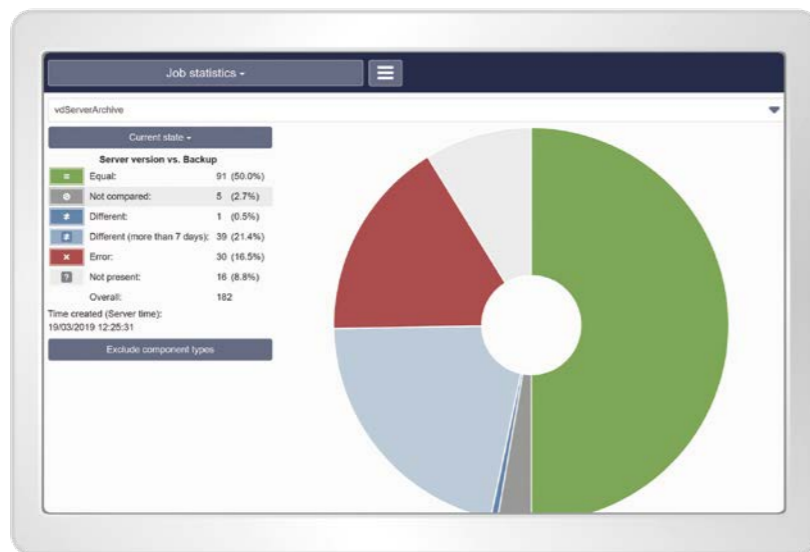 Job statistics
vdServerArchive
Current state
Server version vs. Backup
= Equal: 91 (50.0%)
Not compared: 5 (2.7%)
≠ Different: 1 (0.5%)
≠ Different (more than 7 days): 39 (21.4%)
× Error: 30 (16.5%)
? Not present: 16 (8.8%)
Overall: 182
Time created (Server time):
19/03/2019 12:25:31
Exclude component types